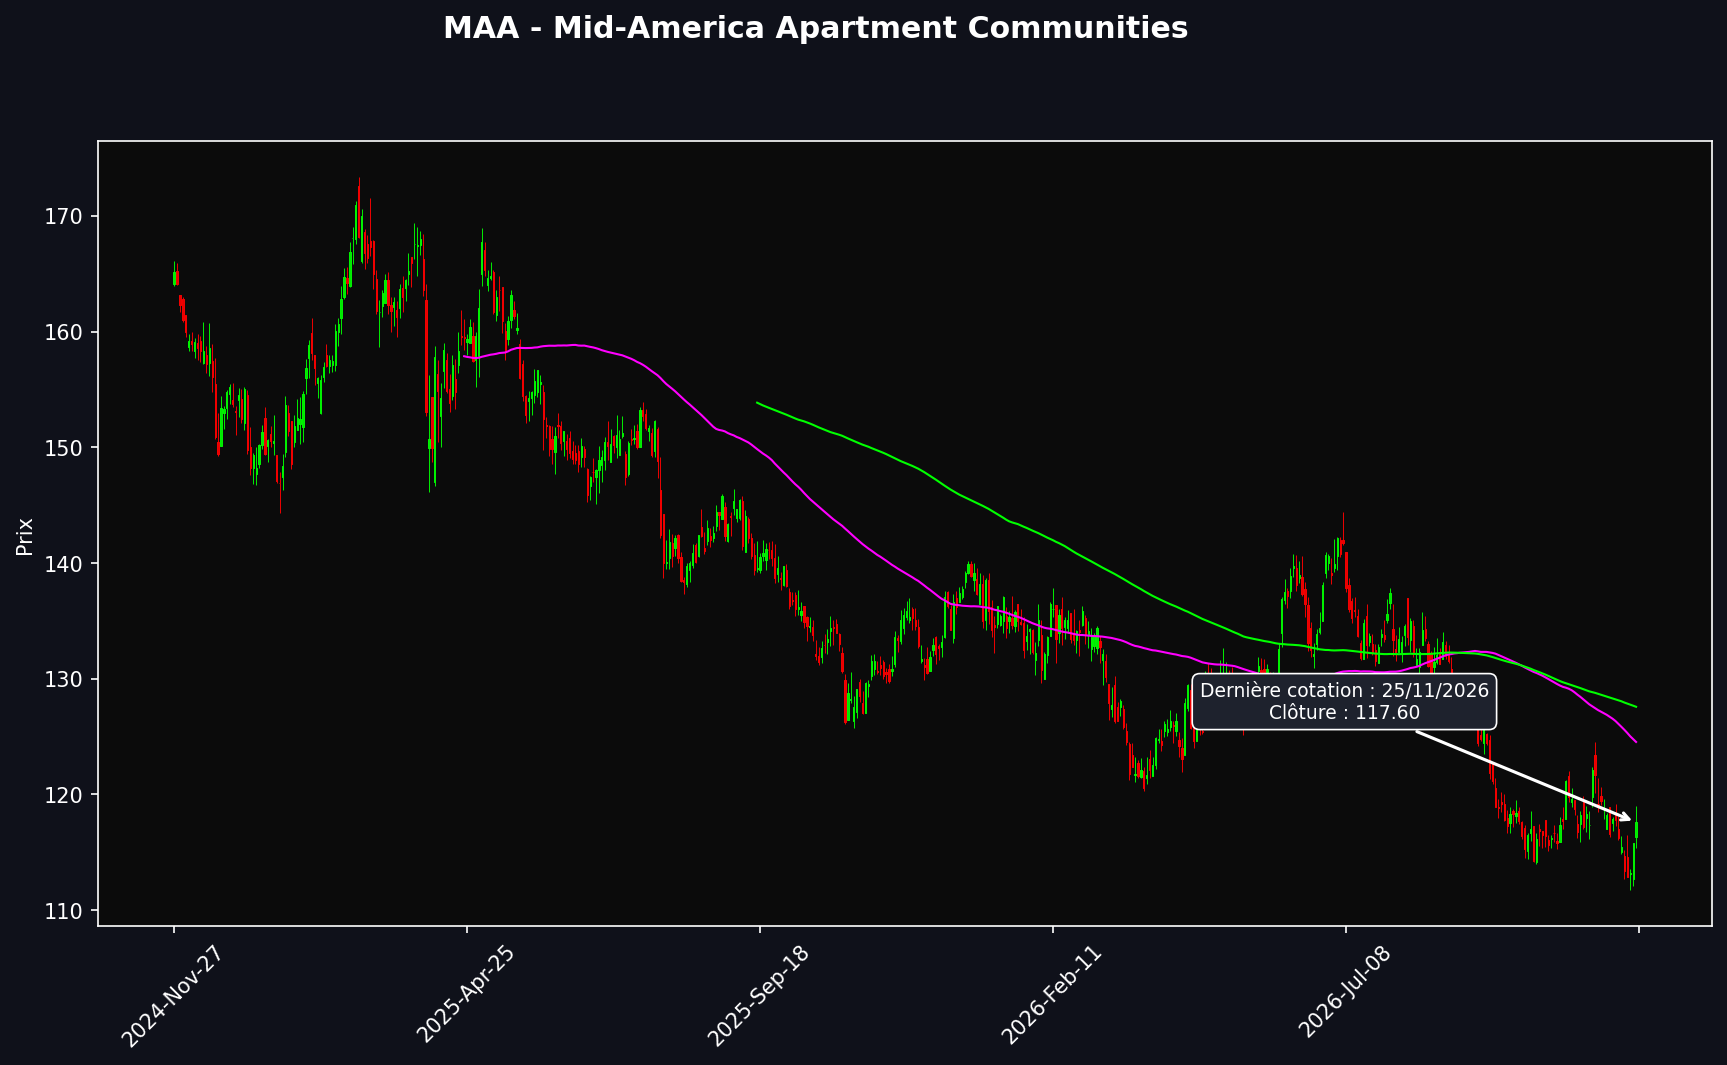 MAA - Mid-America Apartment Communities
Prix
170
160
150
140
130
120
110
Dernière cotation : 25/11/2026
Clôture : 117.60
2024-Nov-27
2025-Apr-25
2025-Sep-18
2026-Feb-11
2026-Jul-08